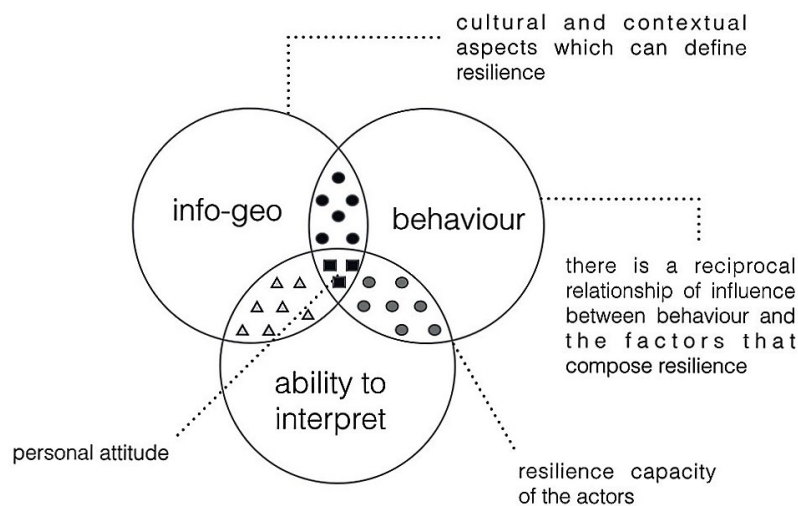 cultural and contextual
aspects which can define
resilience
info-geo
behaviour
there is a reciprocal
relationship of influence
between behaviour and
the factors that
compose resilience
ability to
interpret
personal attitude
resilience capacity
of the actors